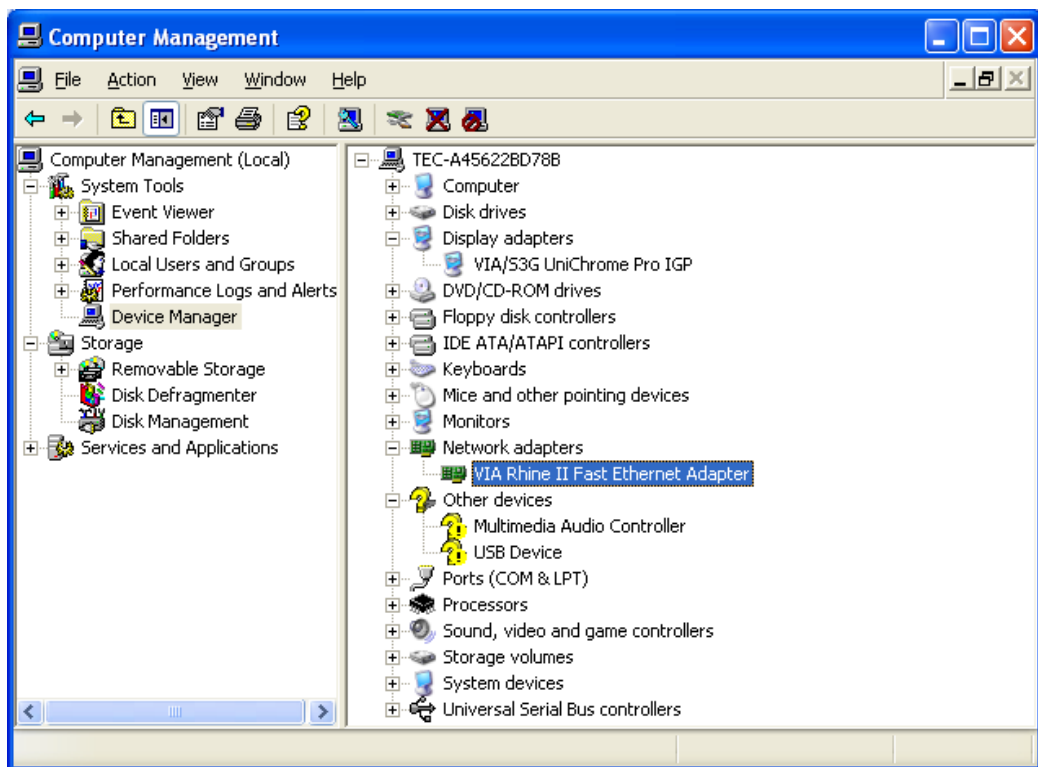 Computer Management
File Action View Window Help
Computer Management (Local)
System Tools
Event Viewer
Shared Folders
Local Users and Groups
Performance Logs and Alerts
Device Manager
Storage
Removable Storage
Disk Defragmenter
Disk Management
Services and Applications
TEC-A45622BD78B
Computer
Disk drives
Display adapters
VIA/S3G UniChrome Pro IGP
DVD/CD-ROM drives
Floppy disk controllers
IDE ATA/ATAPI controllers
Keyboards
Mice and other pointing devices
Monitors
Network adapters
VIA Rhine II Fast Ethernet Adapter
Other devices
Multimedia Audio Controller
USB Device
Ports (COM & LPT)
Processors
Sound, video and game controllers
Storage volumes
System devices
Universal Serial Bus controllers